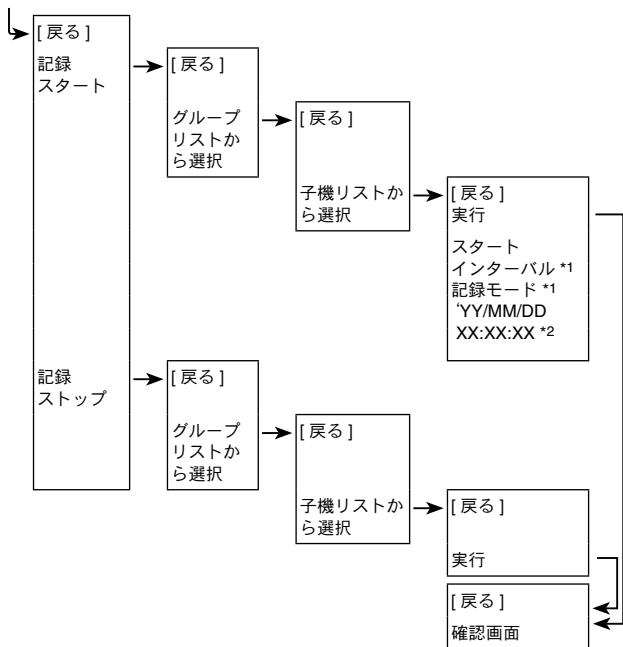 [ 戻る ]
記録
スタート
[ 戻る ]
グループ
リストか
ら選択
[ 戻る ]
子機リストか
ら選択
[ 戻る ]
実行
スタート
インターバル *1
記録モード *1
‘YY/MM/DD
XX:XX:XX *2
記録
ストップ
[ 戻る ]
グループ
リストか
ら選択
[ 戻る ]
子機リストか
ら選択
[ 戻る ]
実行
[ 戻る ]
確認画面